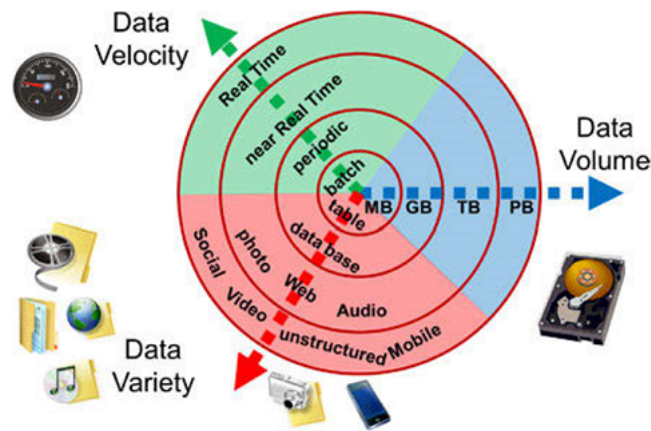 Data
Velocity
Real Time
near Real Time
periodic
batch
Data
Volume
MB
GB
TB
PB
table
data base
photo
Web
Audio
Social
Video
unstructured
Mobile
Data
Variety